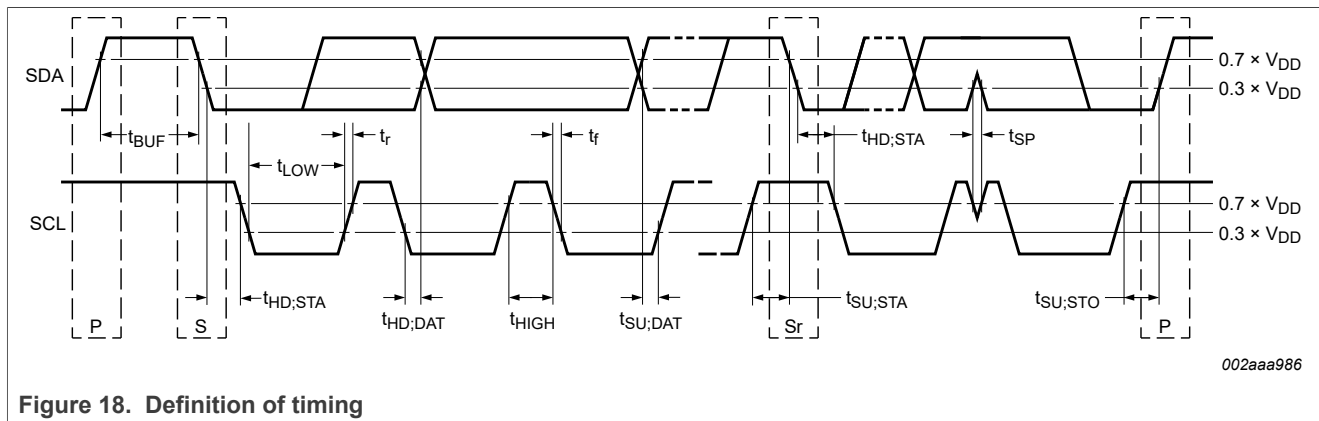 SDA
0.7 × VDD
0.3 × VDD
tBUF
tr
tf
tHD;STA
tSP
tLOW
SCL
0.7 × VDD
0.3 × VDD
tHD;STA
tHD;DAT
tHIGH
tSU;DAT
tSU;STA
tSU;STO
P
S
Sr
P
002aaa986
Figure 18. Definition of timing